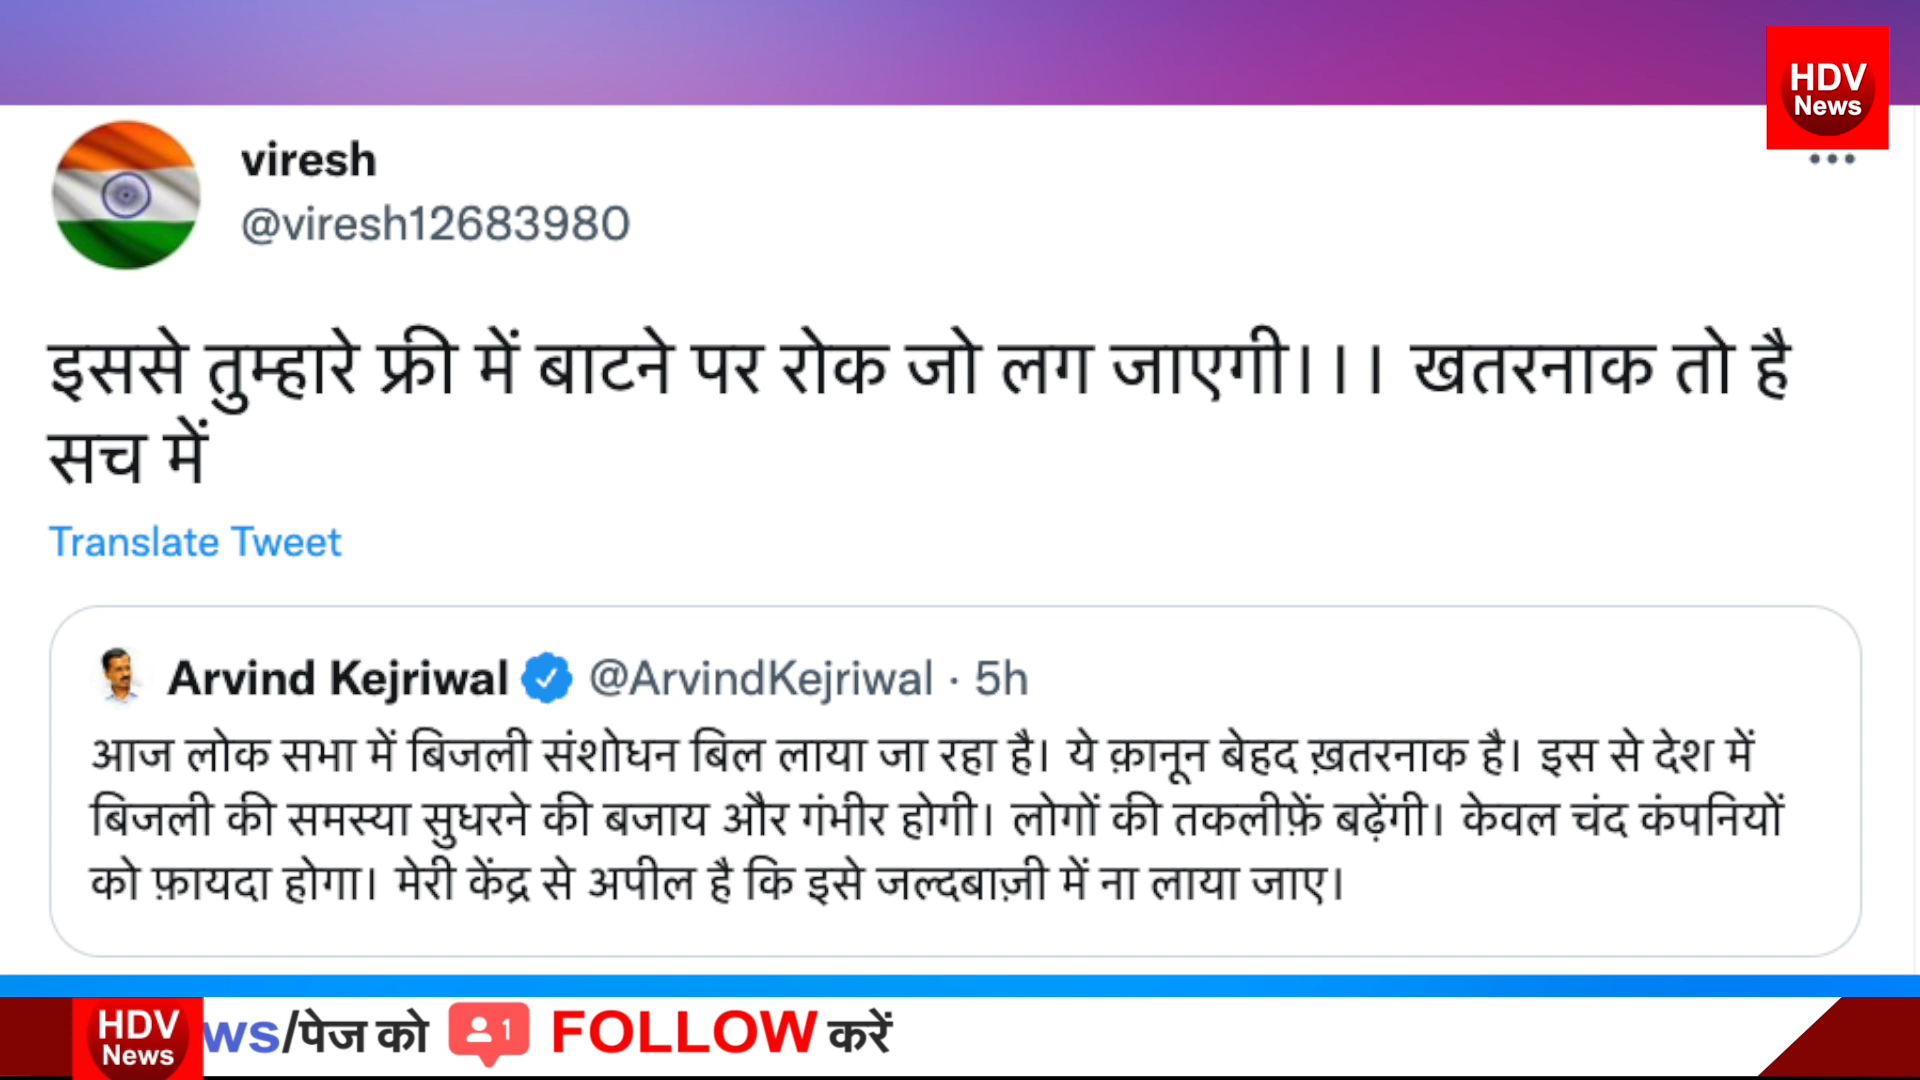 HDV
News
viresh
@viresh12683980
इससे तुम्हारे फ्री में बाटने पर रोक जो लग जाएगी।।। खतरनाक तो है
सच में
Translate Tweet
Arvind Kejriwal @ArvindKejriwal · 5h
आज लोक सभा में बिजली संशोधन बिल लाया जा रहा है। ये क़ानून बेहद ख़तरनाक है। इस से देश में
बिजली की समस्या सुधरने की बजाय और गंभीर होगी। लोगों की तकलीफ़ें बढ़ेंगी। केवल चंद कंपनियों
को फ़ायदा होगा। मेरी केंद्र से अपील है कि इसे जल्दबाज़ी में ना लाया जाए।
HDV
News
ws/पेज को 1 FOLLOW करें